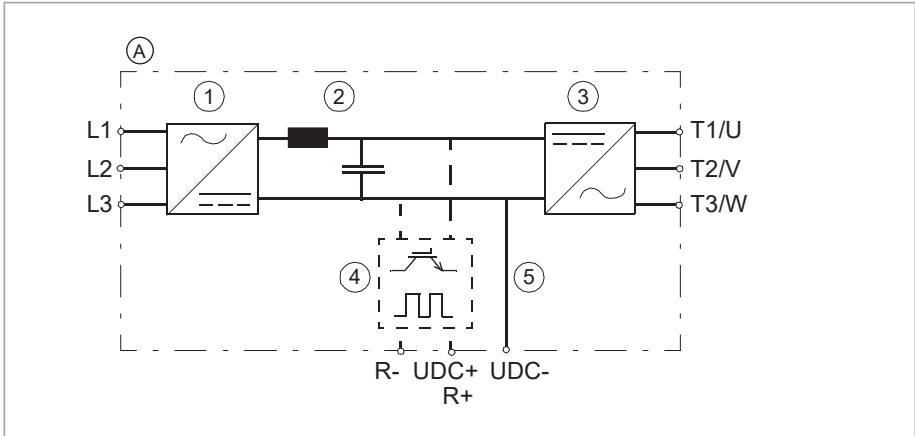 A
1 2 3
L1 T1/U
L2 T2/V
L3 T3/W
4 5
R- UDC+ UDC-
R+